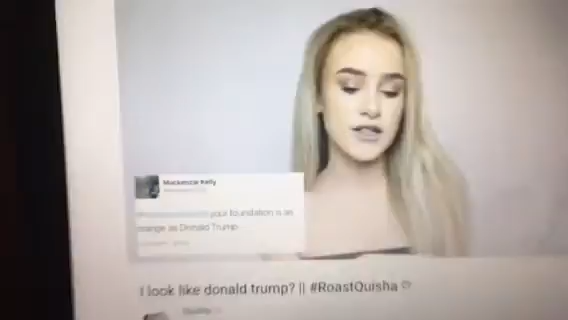 Mackenzie Kelly
your foundation is as
orange as Donald Trump
I look like donald trump? || #RoastQuisha